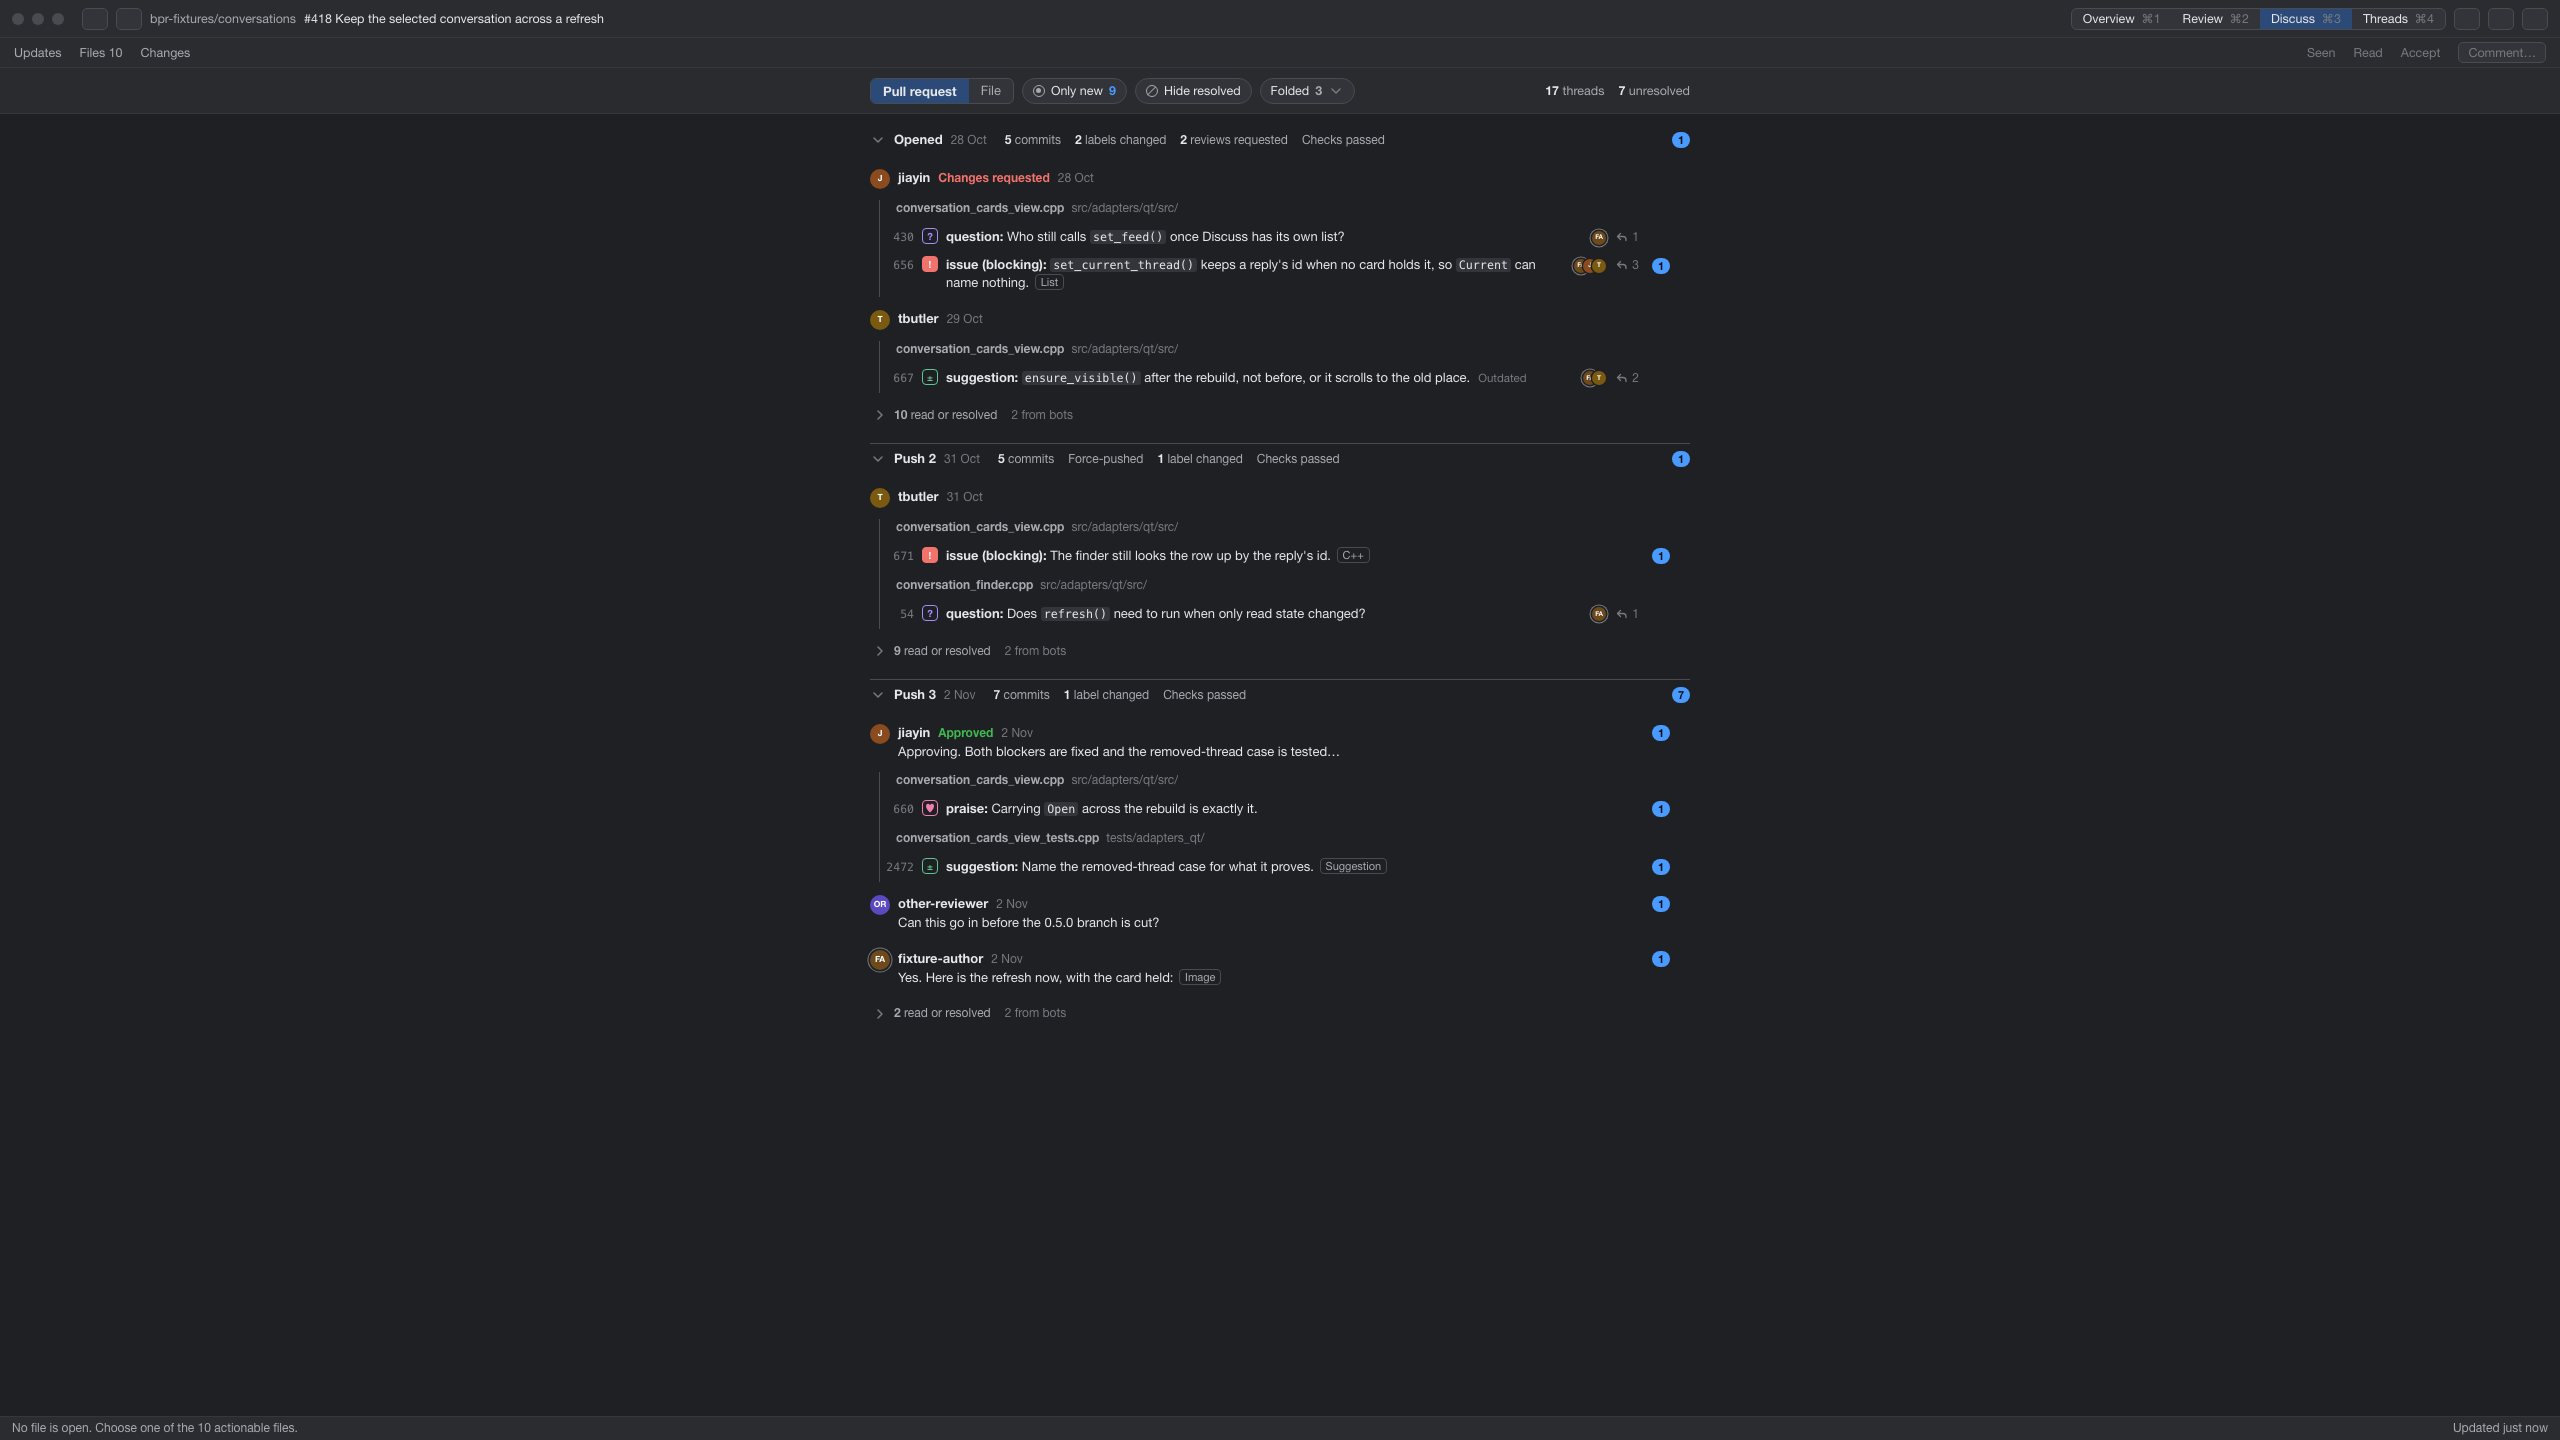 bpr-fixtures/conversations #418 Keep the selected conversation across a refresh
Overview ⌘1 Review ⌘2 Discuss ⌘3 Threads ⌘4
Updates Files 10 Changes
Seen Read Accept Comment…
Pull request File Only new 9 Hide resolved Folded 3
17 threads 7 unresolved
Opened 28 Oct 5 commits 2 labels changed 2 reviews requested Checks passed 1
J jiayin Changes requested 28 Oct
conversation_cards_view.cpp src/adapters/qt/src/
430 ? question: Who still calls set_feed() once Discuss has its own list? FA 1
656 ! issue (blocking): set_current_thread() keeps a reply's id when no card holds it, so Current can T 3 1
name nothing. List
T tbutler 29 Oct
conversation_cards_view.cpp src/adapters/qt/src/
667 ± suggestion: ensure_visible() after the rebuild, not before, or it scrolls to the old place. Outdated T 2
10 read or resolved 2 from bots
Push 2 31 Oct 5 commits Force-pushed 1 label changed Checks passed 1
T tbutler 31 Oct
conversation_cards_view.cpp src/adapters/qt/src/
671 ! issue (blocking): The finder still looks the row up by the reply's id. C++ 1
conversation_finder.cpp src/adapters/qt/src/
54 ? question: Does refresh() need to run when only read state changed? FA 1
9 read or resolved 2 from bots
Push 3 2 Nov 7 commits 1 label changed Checks passed 7
J jiayin Approved 2 Nov 1
Approving. Both blockers are fixed and the removed-thread case is tested…
conversation_cards_view.cpp src/adapters/qt/src/
660 praise: Carrying Open across the rebuild is exactly it. 1
conversation_cards_view_tests.cpp tests/adapters_qt/
2472 ± suggestion: Name the removed-thread case for what it proves. Suggestion 1
OR other-reviewer 2 Nov 1
Can this go in before the 0.5.0 branch is cut?
FA fixture-author 2 Nov 1
Yes. Here is the refresh now, with the card held: Image
2 read or resolved 2 from bots
No file is open. Choose one of the 10 actionable files.
Updated just now